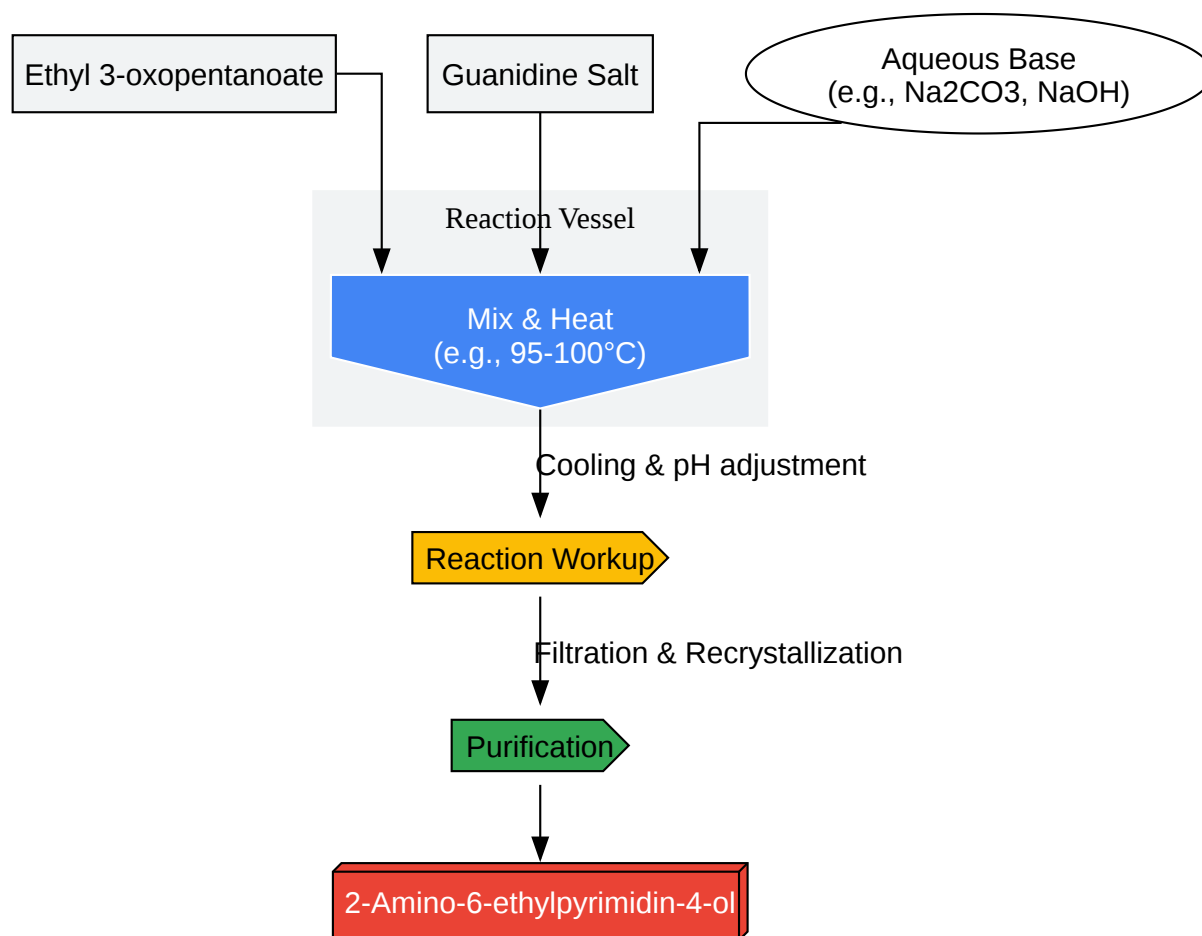 Ethyl 3-oxopentanoate
Guanidine Salt
Aqueous Base
(e.g., Na2CO3, NaOH)
Reaction Vessel
Mix & Heat
(e.g., 95-100°C)
Cooling & pH adjustment
Reaction Workup
Filtration & Recrystallization
Purification
2-Amino-6-ethylpyrimidin-4-ol